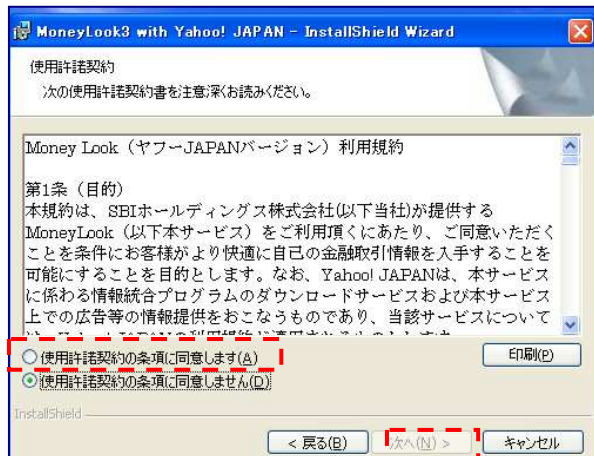 MoneyLook3 with Yahoo! JAPAN - InstallShield Wizard
使用許諾契約
次の使用許諾契約書を注意深くお読みください。
Money Look（ヤフーJAPANバージョン）利用規約
第1条（目的）
本規約は、SBIホールディングス株式会社(以下当社)が提供する
MoneyLook（以下本サービス）をご利用頂くにあたり、ご同意いただく
ことを条件にお客様がより快適に自己の金融取引情報を入手することを
可能にすることを目的とします。なお、Yahoo! JAPANは、本サービス
に係わる情報統合プログラムのダウンロードサービスおよび本サービス
上での広告等の情報提供をおこなうものであり、当該サービスについて
使用許諾契約の条項に同意します(A)
印刷(P)
使用許諾契約の条項に同意しません(D)
InstallShield
< 戻る(B)
次へ(N) >
キャンセル